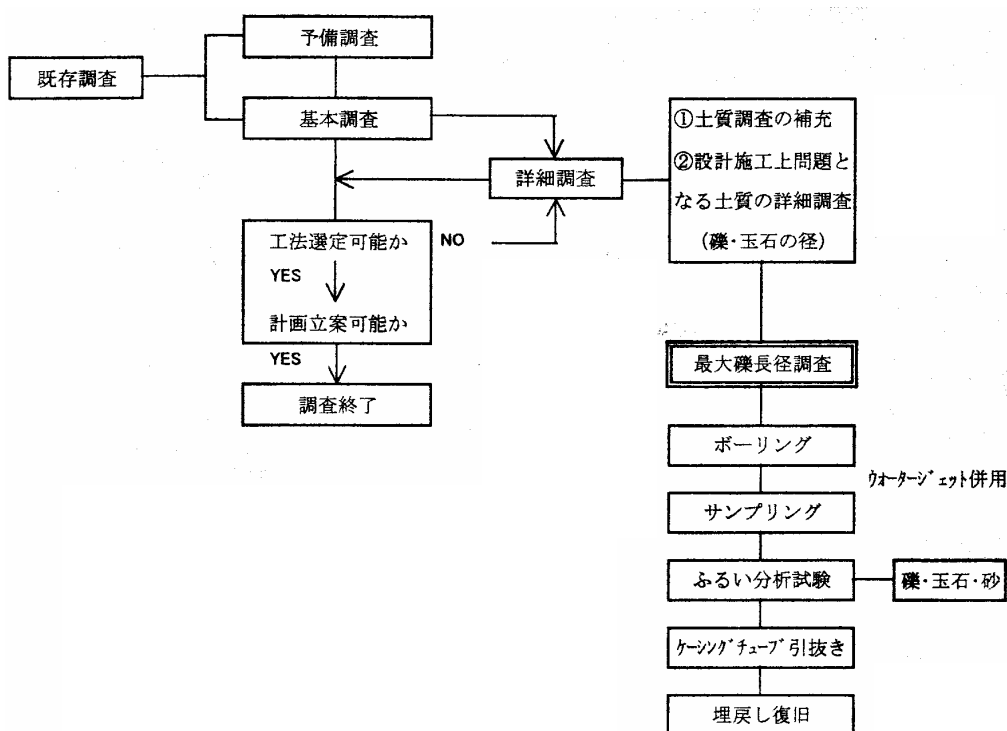 予備調査
既存調査
基本調査
詳細調査
①土質調査の補充
②設計施工上問題と
なる土質の詳細調査
(礫・玉石の径)
工法選定可能か
NO
YES
計画立案可能か
YES
調査終了
最大礫長径調査
ボーリング
ウォータージェット併用
サンプリング
ふるい分析試験
礫・玉石・砂
ケーシングチューブ引抜き
埋戻し復旧